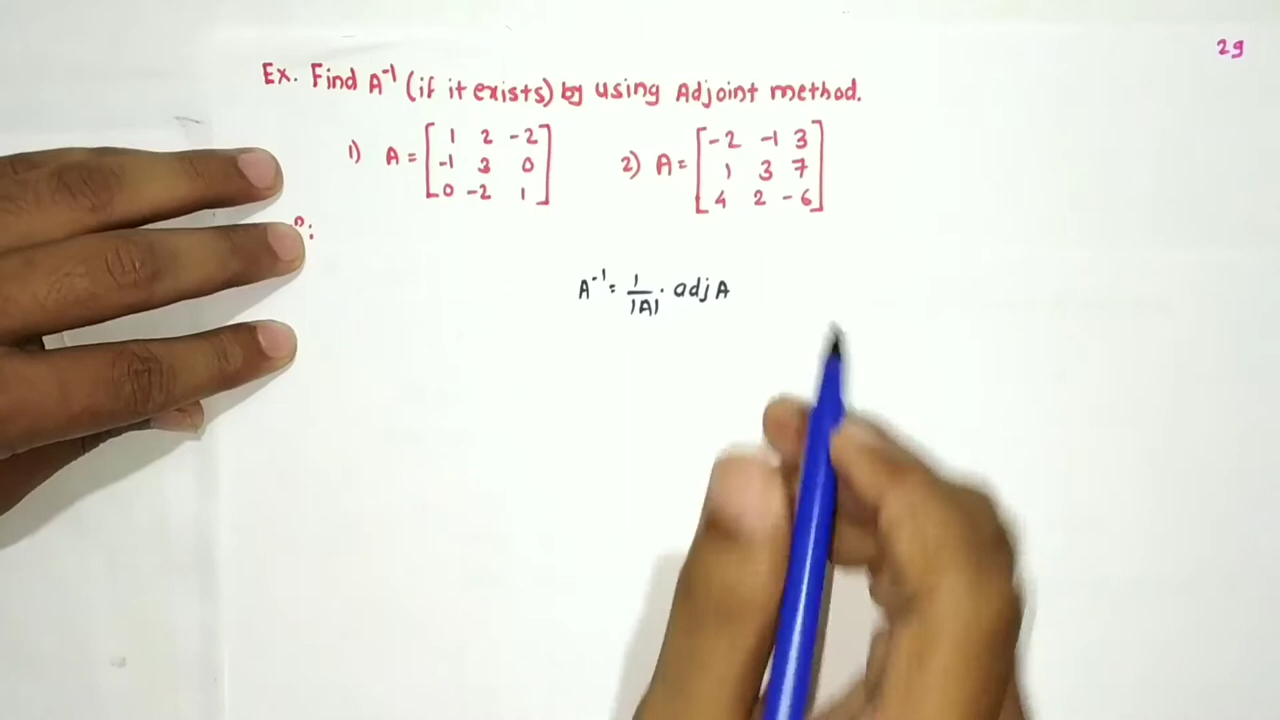 29
Ex. Find A⁻¹ (if it exists) by using Adjoint method.
1) A = [ 1 2 -2 2) A = [ -2 -1 3
-1 3 0 1 3 7
0 -2 1 ] 4 2 -6 ]
A⁻¹ = 1/|A| · adj A